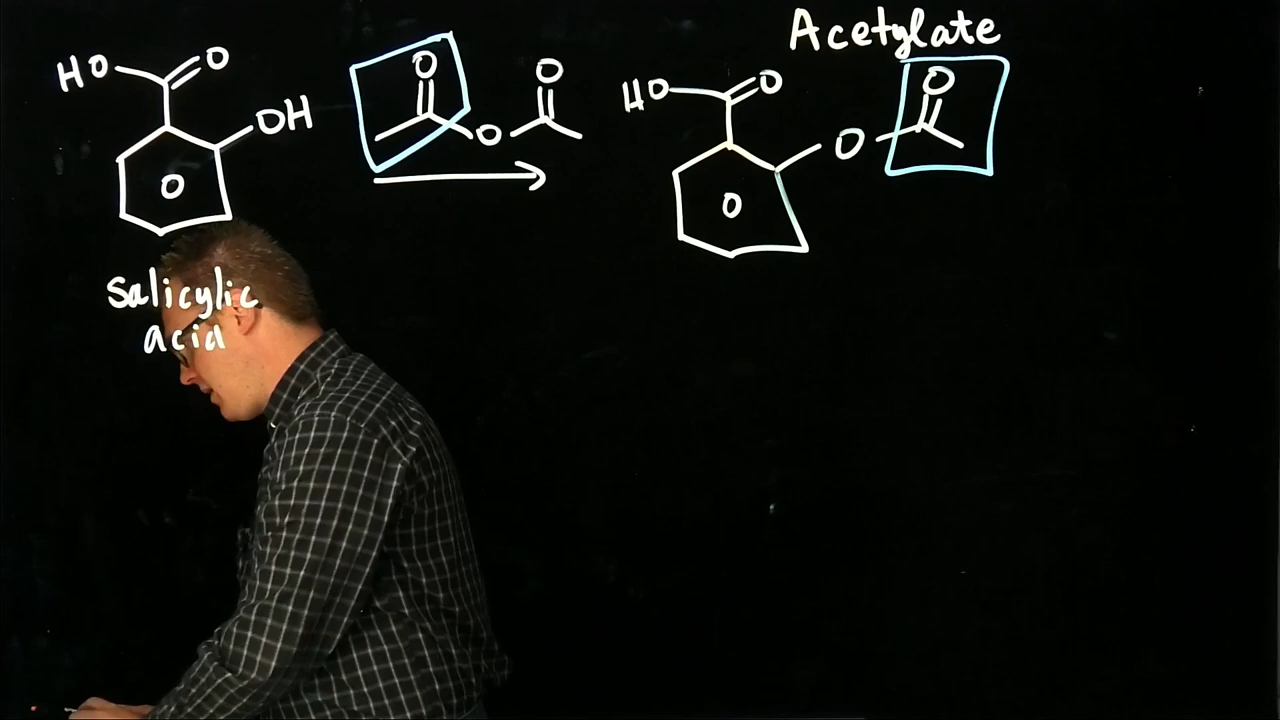 Acetylate
HO O OH
O O O
HO O O O
O
O
salicylic
acid